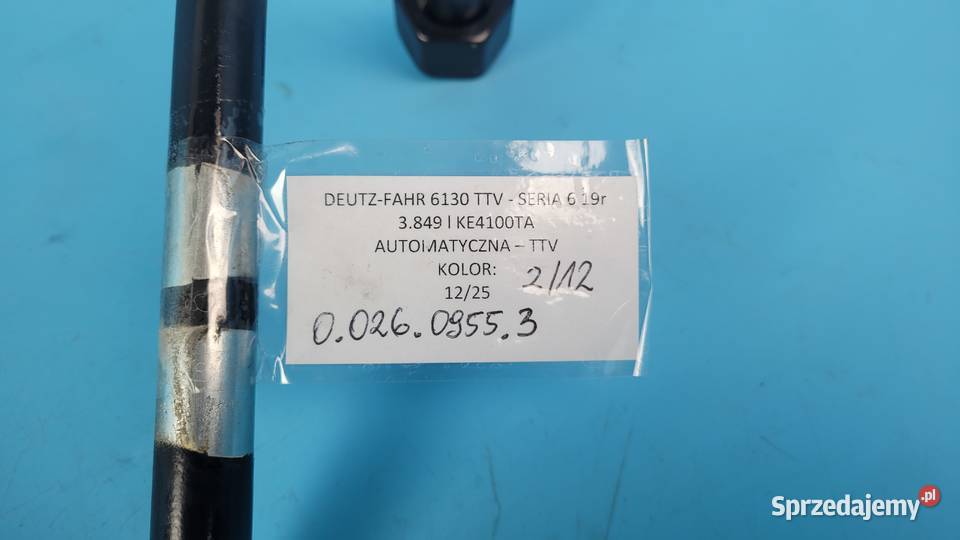 DEUTZ-FAHR 6130 TTV - SERIA 6 19r
3.849 l KE4100TA
AUTOMATYCZNA – TTV
KOLOR:
12/25 2/12
0.026.0955.3
Sprzedajemy.pl